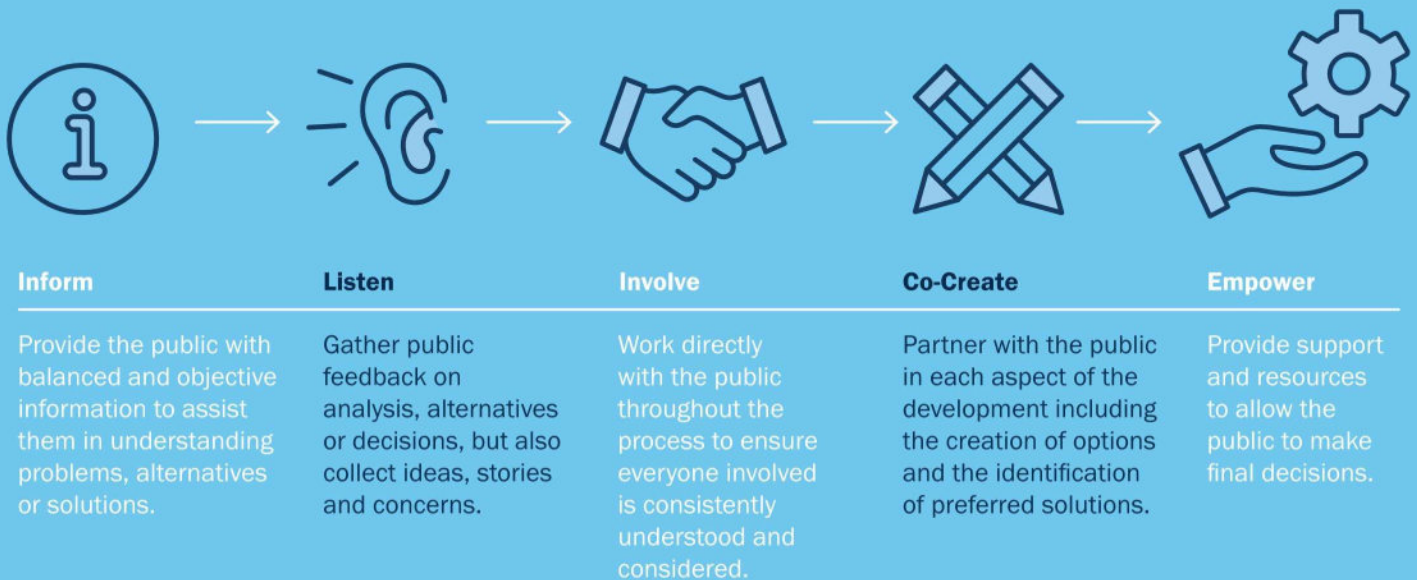 Inform
Provide the public with
balanced and objective
information to assist
them in understanding
problems, alternatives
or solutions.
Listen
Gather public
feedback on
analysis, alternatives
or decisions, but also
collect ideas, stories
and concerns.
Involve
Work directly
with the public
throughout the
process to ensure
everyone involved
is consistently
understood and
considered.
Co-Create
Partner with the public
in each aspect of the
development including
the creation of options
and the identification
of preferred solutions.
Empower
Provide support
and resources
to allow the
public to make
final decisions.